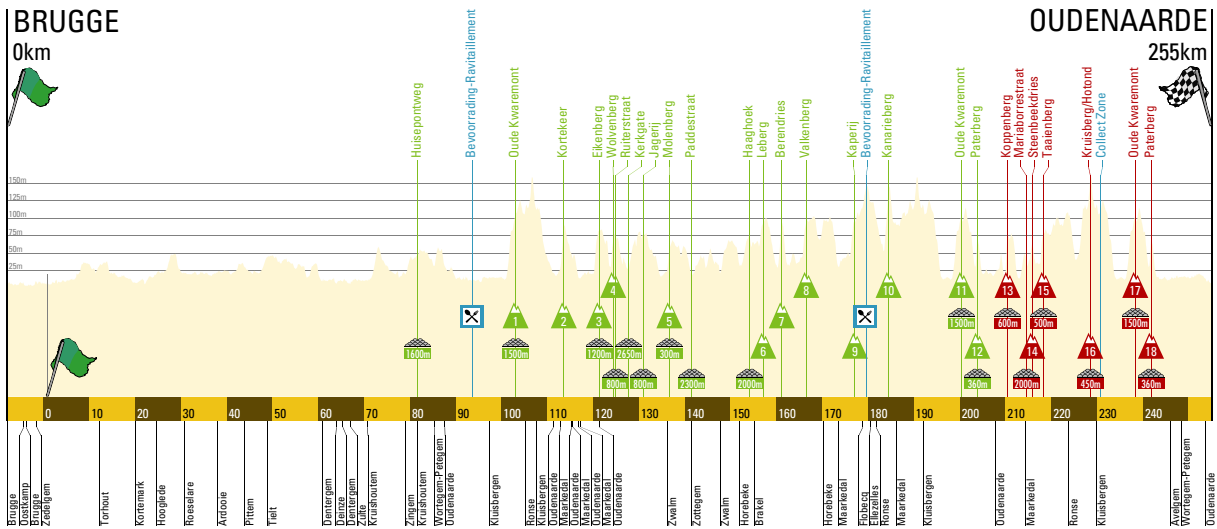 BRUGGE
0km
OUDENAARDE
255km
Huisepontweg
Bevoorrading-Ravitaillement
Oude Kwaremont
Kortekeer
Eikenberg
Wolvenberg
Ruiterstraat
Kerkgate
Jagerij
Molenberg
Paddestraat
Haaghoek
Leberg
Berendries
Valkenberg
Kaperij
Bevoorrading-Ravitaillement
Kanarieberg
Oude Kwaremont
Paterberg
Koppenberg
Mariaborrestraat
Steenbeekdries
Taaienberg
Kruisberg/Hotond
Collect Zone
Oude Kwaremont
Paterberg
150m
125m
100m
75m
50m
25m
4 8 10 11 13 15 17
1 2 3 5 7
1500m 600m 500m 1500m
6 9 12 14 16 18
1600m 1500m 1200m 2650m 300m
800m 800m 2300m 2000m 360m 2000m 450m 360m
0 10 20 30 40 50 60 70 80 90 100 110 120 130 140 150 160 170 180 190 200 210 220 230 240
Brugge
Oostkamp
Brugge
Zedelgem
Torhout
Kortemark
Hooglede
Roeselare
Ardooie
Pittem
Tielt
Dentergem
Deinze
Dentergem
Zulte
Kruishoutem
Zingem
Kruishoutem
Wortegem-Petegem
Oudenaarde
Kluisbergen
Ronse
Kluisbergen
Oudenaarde
Maarkedal
Oudenaarde
Maarkedal
Oudenaarde
Maarkedal
Oudenaarde
Zwalm
Zottegem
Zwalm
Horebeke
Brakel
Horebeke
Maarkedal
Flobecq
Ellezelles
Ronse
Maarkedal
Kluisbergen
Oudenaarde
Maarkedal
Ronse
Kluisbergen
Avelgem
Wortegem-Petegem
Oudenaarde